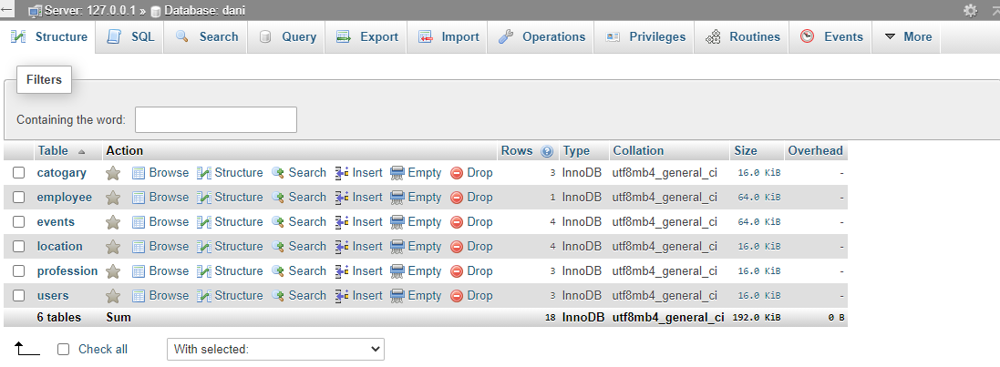 Server: 127.0.0.1 » Database: dani
Structure SQL Search Query Export Import Operations Privileges Routines Events More
Filters
Containing the word:
Table Action Rows Type Collation Size Overhead
catogary Browse Structure Search Insert Empty Drop 3 InnoDB utf8mb4_general_ci 16.0 KiB -
employee Browse Structure Search Insert Empty Drop 1 InnoDB utf8mb4_general_ci 64.0 KiB -
events Browse Structure Search Insert Empty Drop 4 InnoDB utf8mb4_general_ci 64.0 KiB -
location Browse Structure Search Insert Empty Drop 4 InnoDB utf8mb4_general_ci 16.0 KiB -
profession Browse Structure Search Insert Empty Drop 3 InnoDB utf8mb4_general_ci 16.0 KiB -
users Browse Structure Search Insert Empty Drop 3 InnoDB utf8mb4_general_ci 16.0 KiB -
6 tables Sum 18 InnoDB utf8mb4_general_ci 192.0 KiB 0 B
Check all With selected: